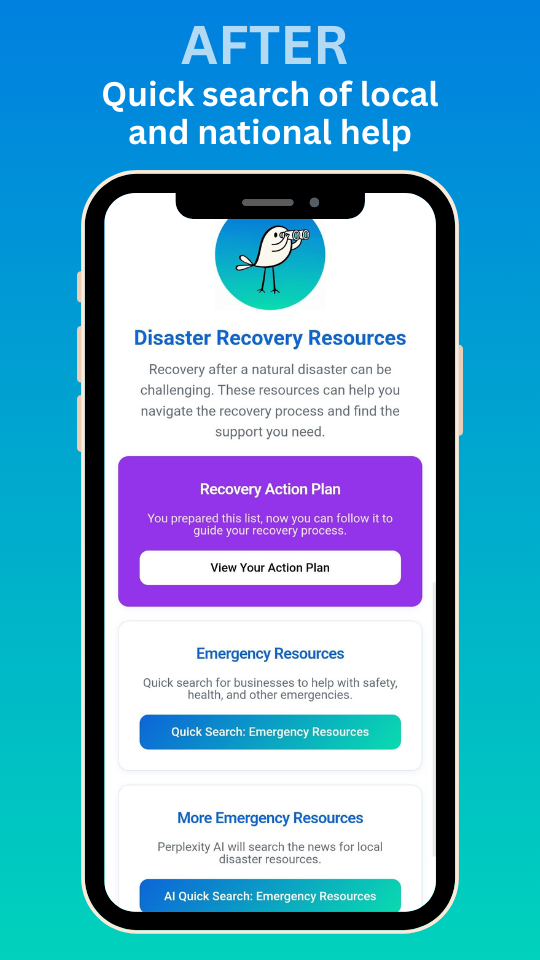 AFTER
Quick search of local
and national help
Disaster Recovery Resources
Recovery after a natural disaster can be
challenging. These resources can help you
navigate the recovery process and find the
support you need.
Recovery Action Plan
You prepared this list, now you can follow it to
guide your recovery process.
View Your Action Plan
Emergency Resources
Quick search for businesses to help with safety,
health, and other emergencies.
Quick Search: Emergency Resources
More Emergency Resources
Perplexity AI will search the news for local
disaster resources.
AI Quick Search: Emergency Resources